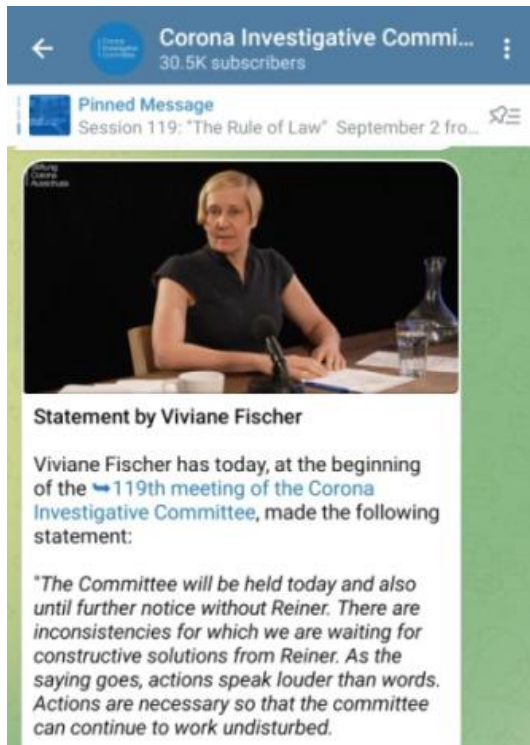 Corona Investigative Commi...
30.5K subscribers
Pinned Message
Session 119: "The Rule of Law" September 2 fro...
Stiftung
Corona
Ausschuss
Statement by Viviane Fischer
Viviane Fischer has today, at the beginning
of the ➥119th meeting of the Corona
Investigative Committee, made the following
statement:
"The Committee will be held today and also
until further notice without Reiner. There are
inconsistencies for which we are waiting for
constructive solutions from Reiner. As the
saying goes, actions speak louder than words.
Actions are necessary so that the committee
can continue to work undisturbed.